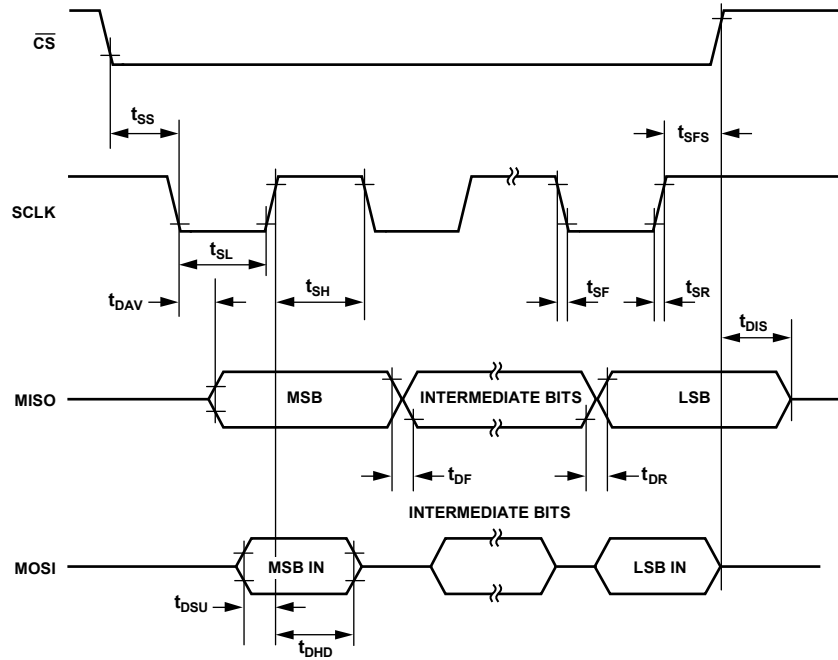 CS
tSS
tSFS
SCLK
tSL
tSH
tSF
tSR
tDAV
tDIS
MISO
MSB
INTERMEDIATE BITS
LSB
tDF
tDR
INTERMEDIATE BITS
MOSI
MSB IN
LSB IN
tDSU
tDHD